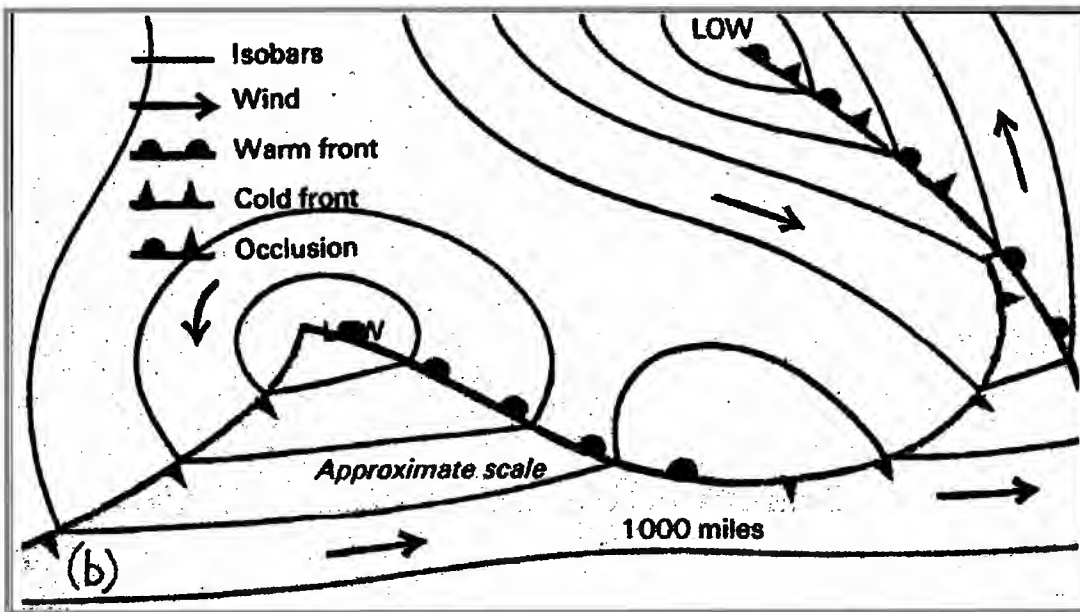 LOW
Isobars
Wind
Warm front
Cold front
Occlusion
LOW
Approximate scale
1000 miles
(b)